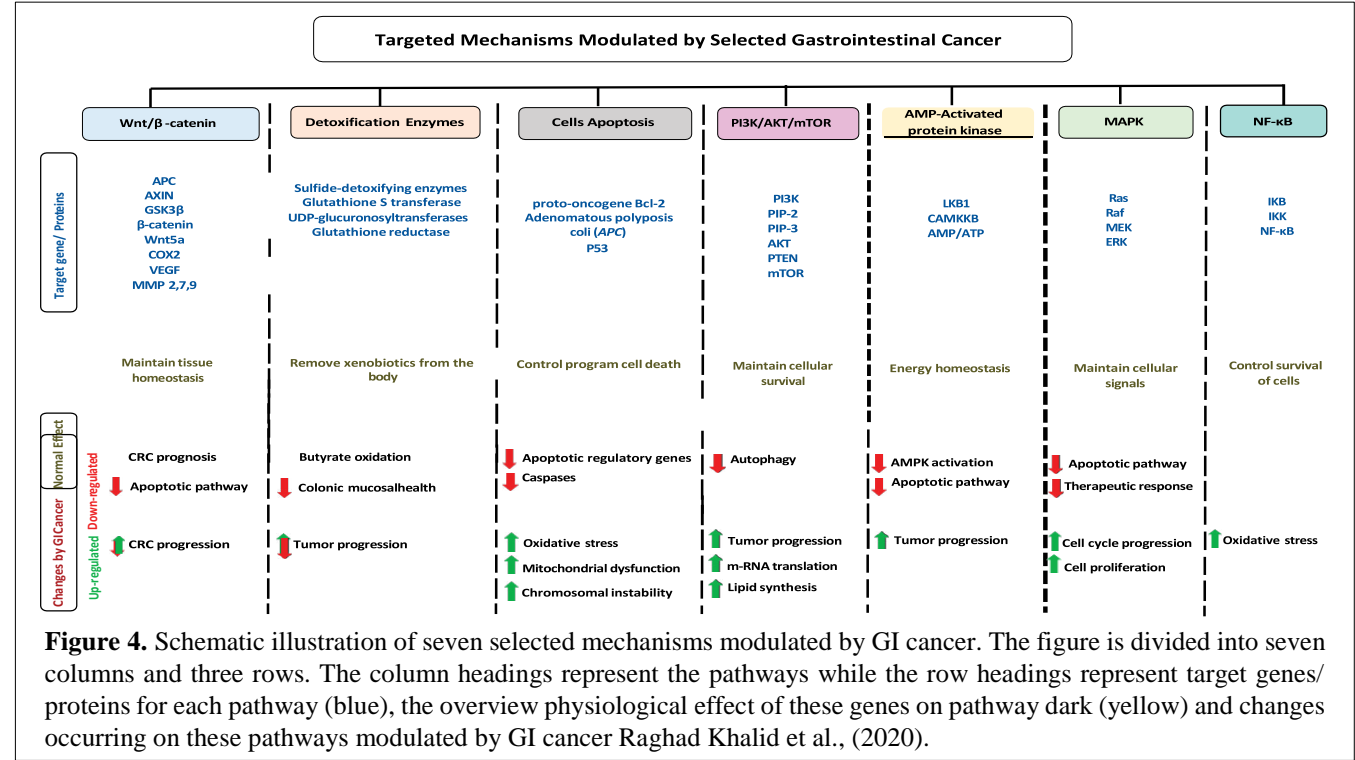 Targeted Mechanisms Modulated by Selected Gastrointestinal Cancer
Wnt/β -catenin
Detoxification Enzymes
Cells Apoptosis
PI3K/AKT/mTOR
AMP-Activated
protein kinase
MAPK
NF-κB
Target gene/ Proteins
APC
AXIN
GSK3β
β-catenin
Wnt5a
COX2
VEGF
MMP 2,7,9
Sulfide-detoxifying enzymes
Glutathione S transferase
UDP-glucuronosyltransferases
Glutathione reductase
proto-oncogene Bcl-2
Adenomatous polyposis
coli (APC)
P53
PI3K
PIP-2
PIP-3
AKT
PTEN
mTOR
LKB1
CAMKKB
AMP/ATP
Ras
Raf
MEK
ERK
IKB
IKK
NF-κB
Normal Effect
Maintain tissue
homeostasis
Remove xenobiotics from the
body
Control program cell death
Maintain cellular
survival
Energy homeostasis
Maintain cellular
signals
Control survival
of cells
Changes by GI Cancer
Up-regulated Down-regulated
CRC prognosis
Apoptotic pathway
CRC progression
Butyrate oxidation
Colonic mucosalhealth
Tumor progression
Apoptotic regulatory genes
Caspases
Oxidative stress
Mitochondrial dysfunction
Chromosomal instability
Autophagy
Tumor progression
m-RNA translation
Lipid synthesis
AMPK activation
Apoptotic pathway
Tumor progression
Apoptotic pathway
Therapeutic response
Cell cycle progression
Cell proliferation
Oxidative stress
Figure 4. Schematic illustration of seven selected mechanisms modulated by GI cancer. The figure is divided into seven
columns and three rows. The column headings represent the pathways while the row headings represent target genes/
proteins for each pathway (blue), the overview physiological effect of these genes on pathway dark (yellow) and changes
occurring on these pathways modulated by GI cancer Raghad Khalid et al., (2020).